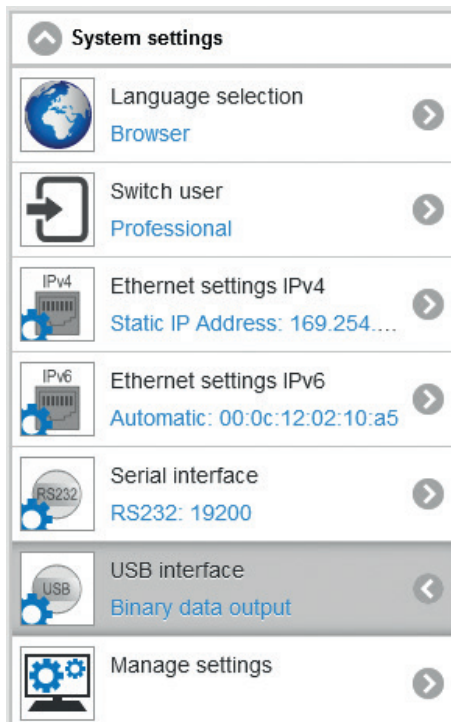 System settings
Language selection
Browser
Switch user
Professional
IPv4
Ethernet settings IPv4
Static IP Address: 169.254....
IPv6
Ethernet settings IPv6
Automatic: 00:0c:12:02:10:a5
RS232
Serial interface
RS232: 19200
USB
USB interface
Binary data output
Manage settings